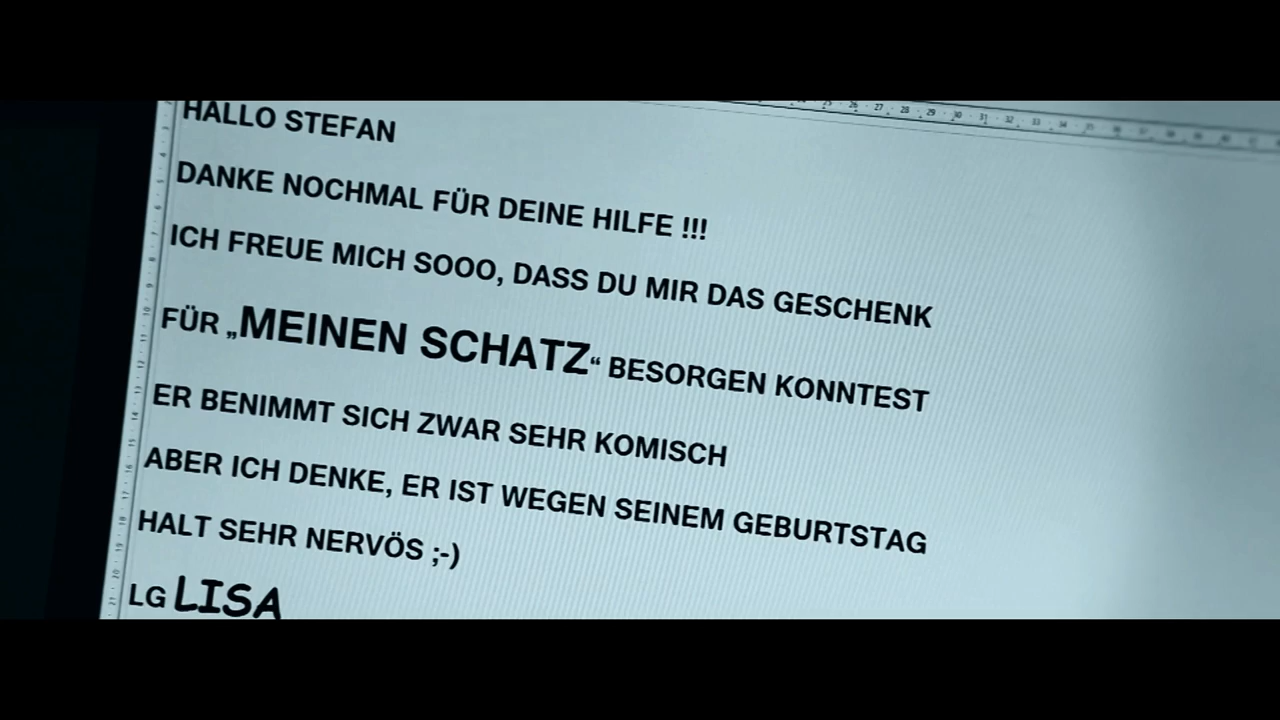 HALLO STEFAN
DANKE NOCHMAL FÜR DEINE HILFE !!!
ICH FREUE MICH SOOO, DASS DU MIR DAS GESCHENK
FÜR „MEINEN SCHATZ“ BESORGEN KONNTEST
ER BENIMMT SICH ZWAR SEHR KOMISCH
ABER ICH DENKE, ER IST WEGEN SEINEM GEBURTSTAG
HALT SEHR NERVÖS ;-)
LG LISA